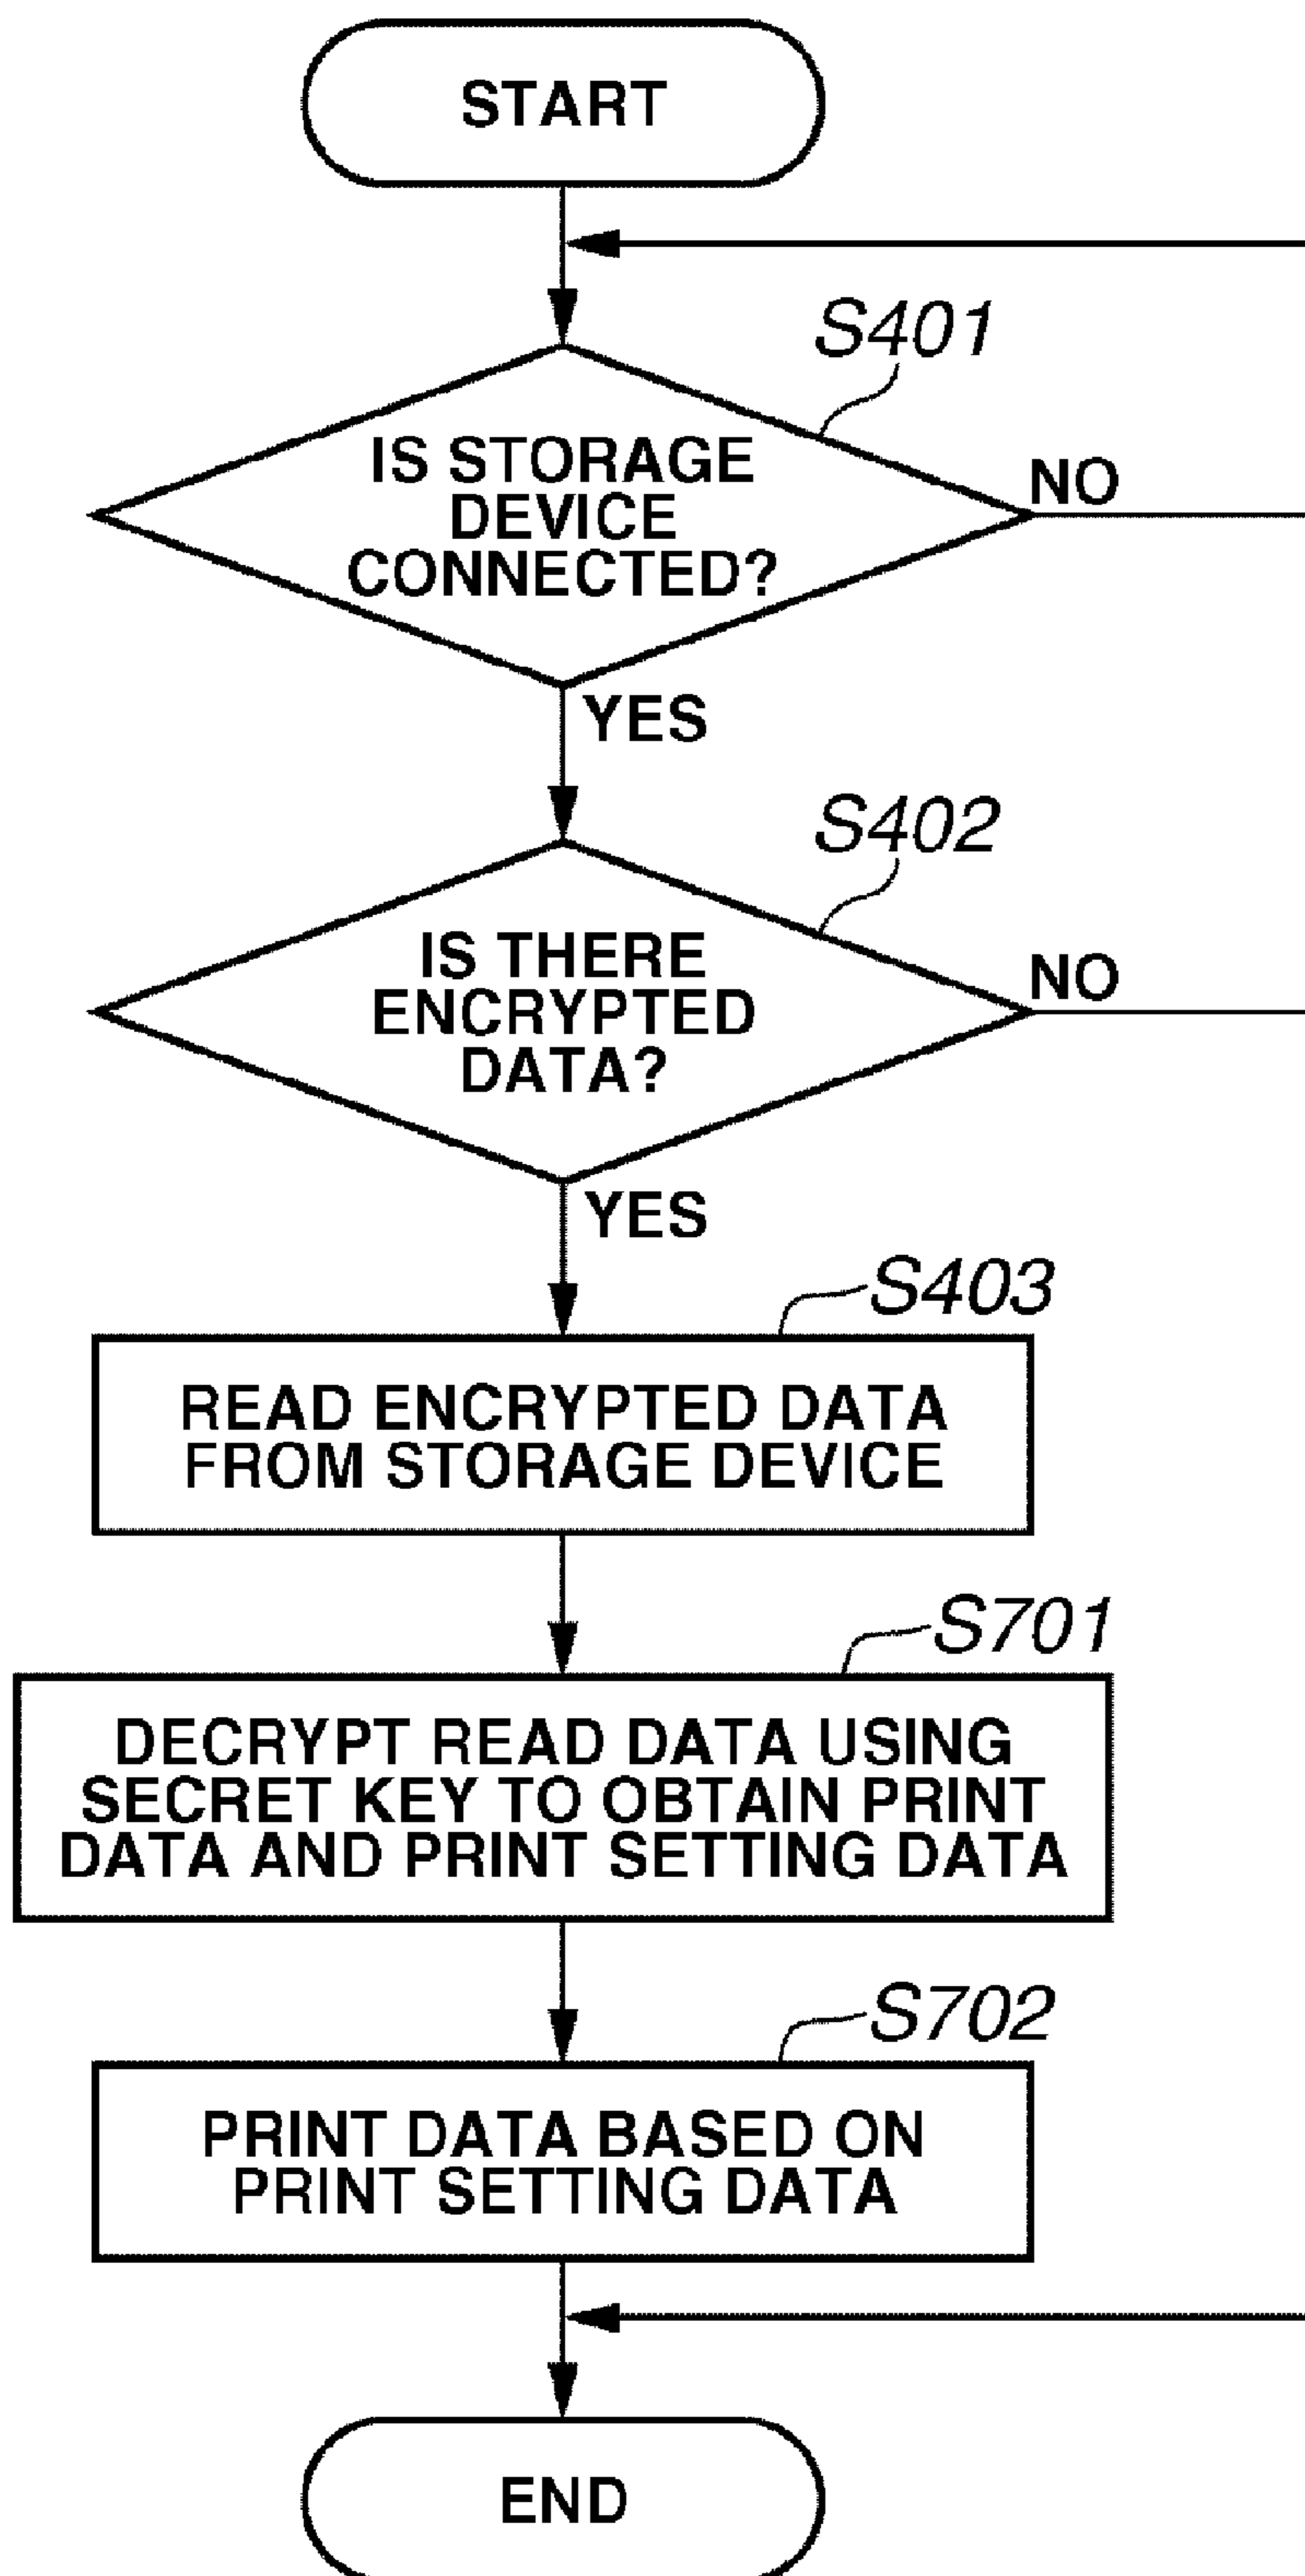 START
S401
IS STORAGE
DEVICE
CONNECTED?
NO
YES
S402
IS THERE
ENCRYPTED
DATA?
NO
YES
S403
READ ENCRYPTED DATA
FROM STORAGE DEVICE
S701
DECRYPT READ DATA USING
SECRET KEY TO OBTAIN PRINT
DATA AND PRINT SETTING DATA
S702
PRINT DATA BASED ON
PRINT SETTING DATA
END